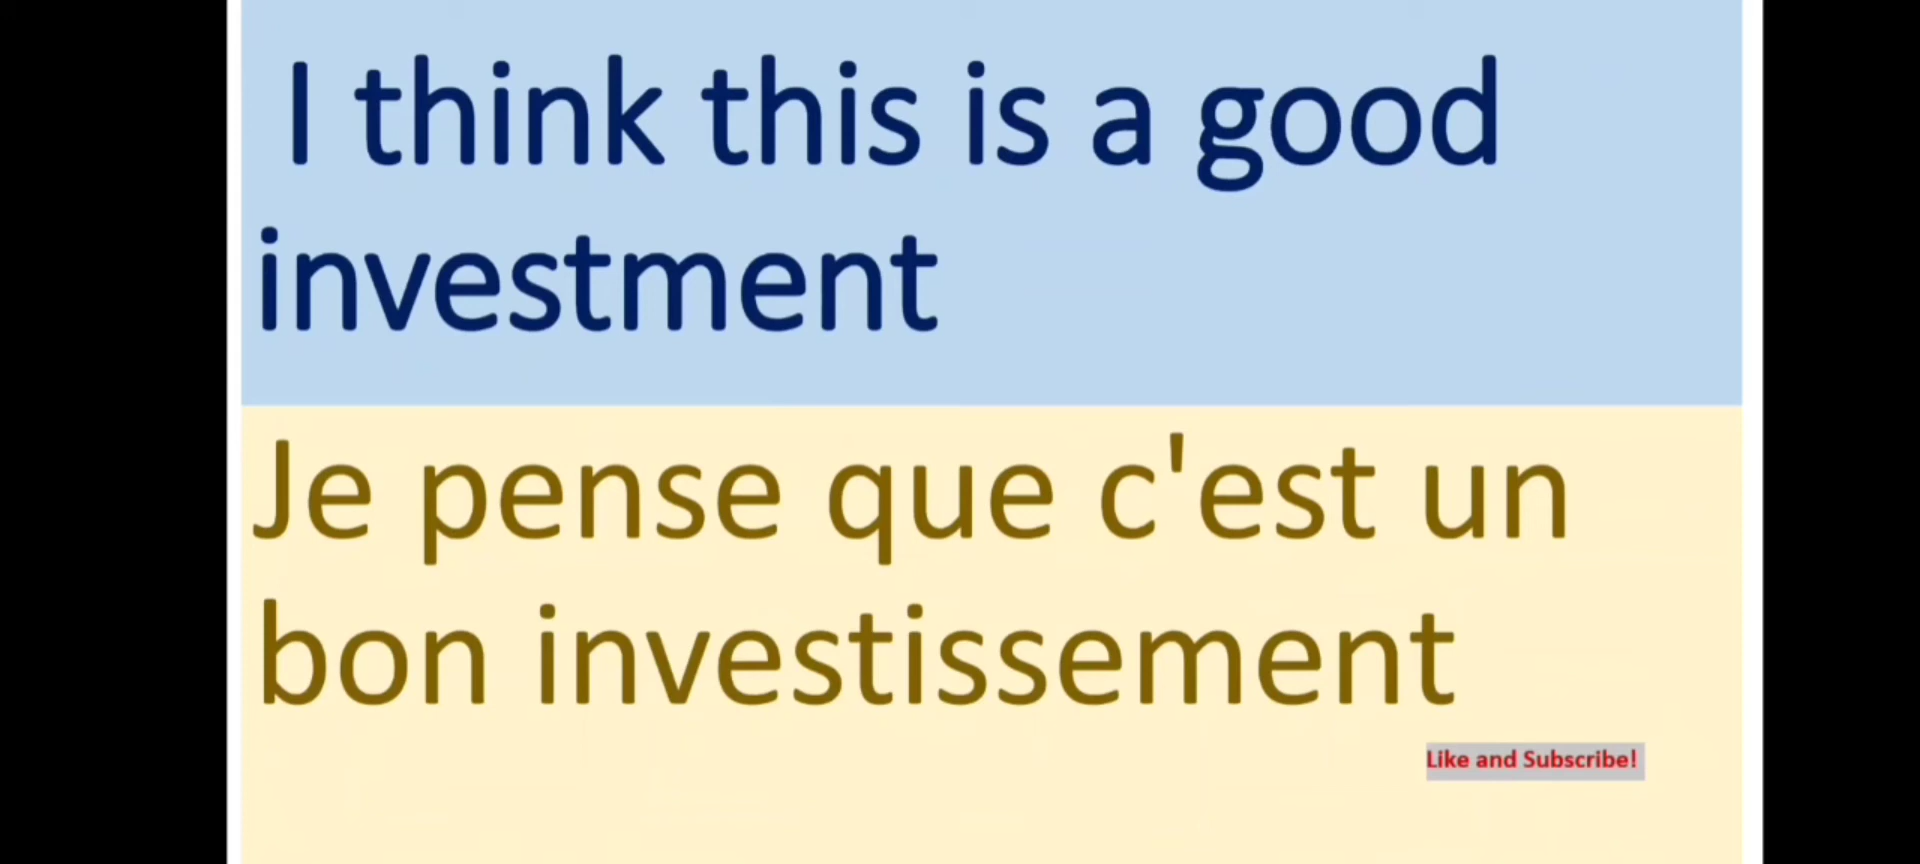 I think this is a good
investment
Je pense que c'est un
bon investissement
Like and Subscribe!